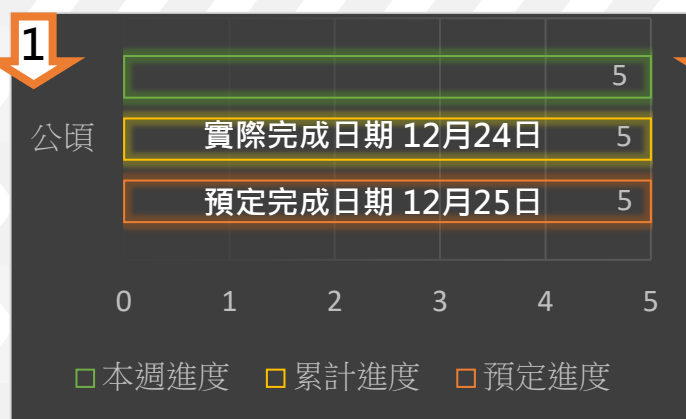 1
5
公頃
實際完成日期 12月24日
5
預定完成日期 12月25日
5
0 1 2 3 4 5
本週進度 累計進度 預定進度